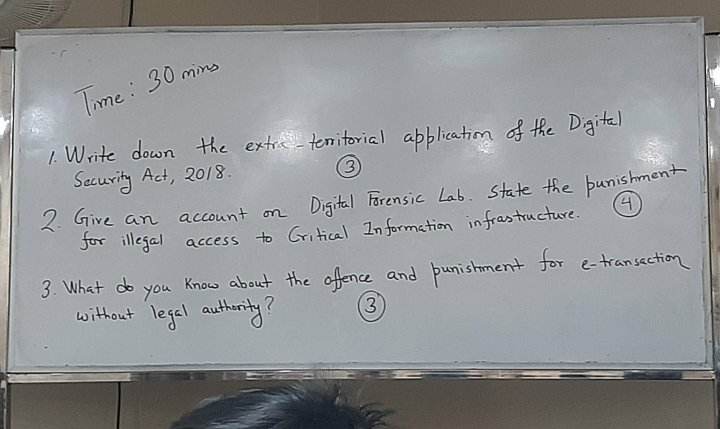 Time: 30 mins
1. Write down the extra-territorial application of the Digital
Security Act, 2018. (3)
2. Give an account on Digital Forensic Lab. State the punishment
for illegal access to Critical Information infrastructure. (4)
3. What do you know about the offence and punishment for e-transaction
without legal authority? (3)